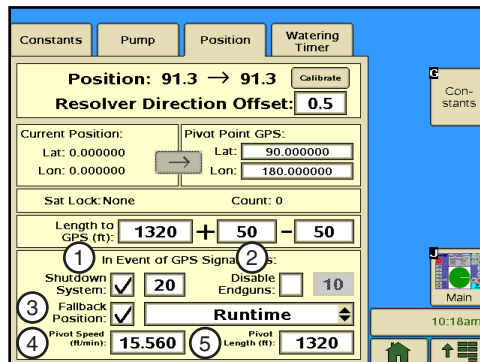 Constants
Pump
Position
Watering
Timer
Position: 91.3 → 91.3
Calibrate
Resolver Direction Offset: 0.5
Current Position:
Lat: 0.000000
Lon: 0.000000
→
Pivot Point GPS:
Lat: 90.000000
Lon: 180.000000
Sat Lock: None
Count: 0
Length to
GPS (ft): 1320 + 50 - 50
1
2
In Event of GPS Signa
s:
Shutdown
System:
20
Disable
Endguns:
10
3
Fallback
Position:
Runtime
4
Pivot Speed
(ft/min): 15.560
5
Pivot
Length (ft): 1320
G
Con-
stants
J
Main
10:18am